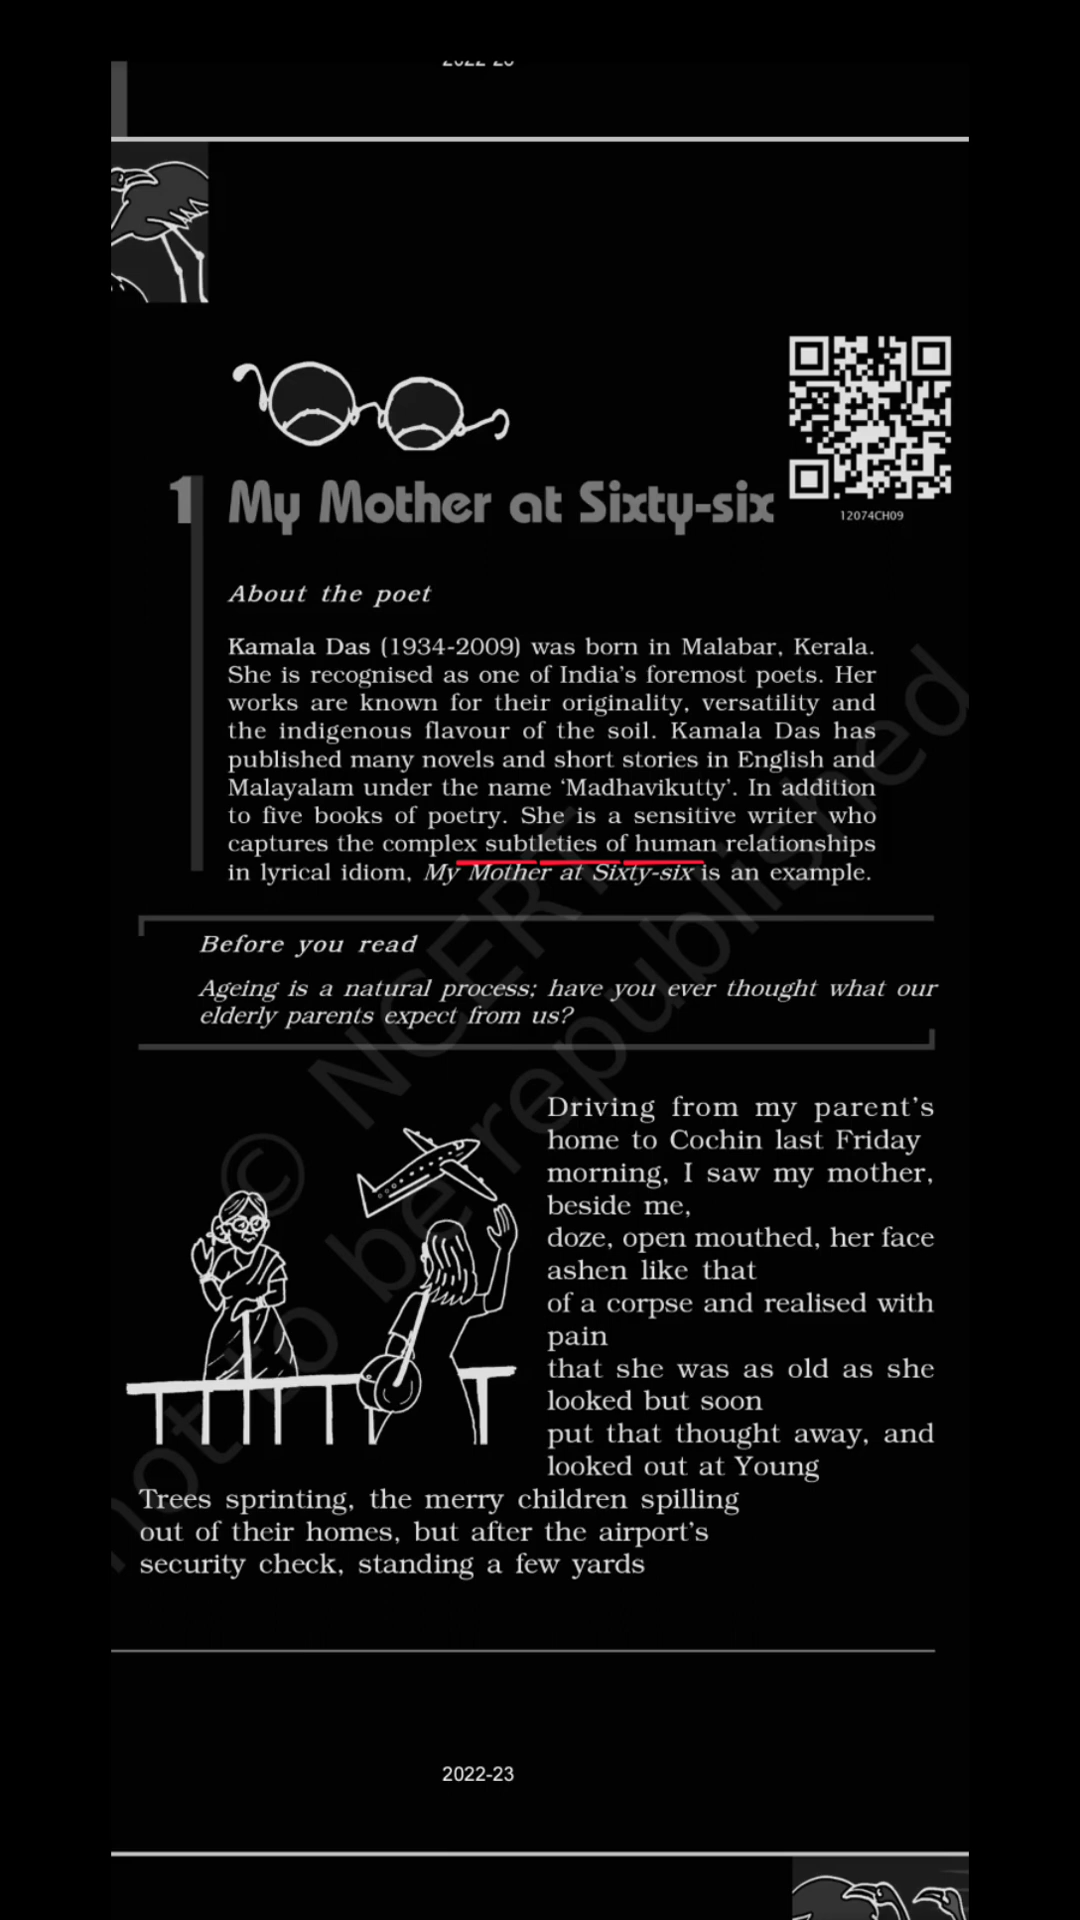 My Mother at Sixty-six
1
12074CH09
About the poet
Kamala Das (1934-2009) was born in Malabar, Kerala.
She is recognised as one of India's foremost poets. Her
works are known for their originality, versatility and
the indigenous flavour of the soil. Kamala Das has
published many novels and short stories in English and
Malayalam under the name ‘Madhavikutty’. In addition
to five books of poetry. She is a sensitive writer who
captures the complex subtleties of human relationships
in lyrical idiom, My Mother at Sixty-six is an example.
Before you read
Ageing is a natural process; have you ever thought what our
elderly parents expect from us?
Driving from my parent's
home to Cochin last Friday
morning, I saw my mother,
beside me,
doze, open mouthed, her face
ashen like that
of a corpse and realised with
pain
that she was as old as she
looked but soon
put that thought away, and
looked out at Young
Trees sprinting, the merry children spilling
out of their homes, but after the airport's
security check, standing a few yards
© NCERT
not to be republished
2022-23